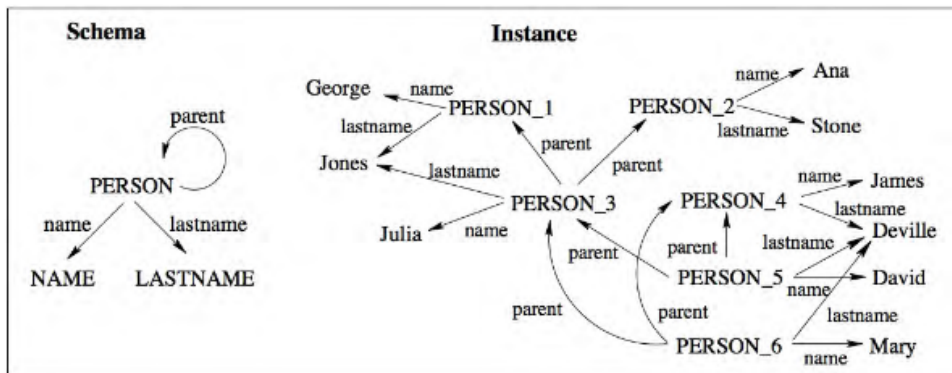 Schema
Instance
parent
PERSON
name
lastname
NAME
LASTNAME
George
name
PERSON_1
lastname
Jones
parent
PERSON_2
name
Ana
lastname
Stone
parent
lastname
PERSON_3
Julia
name
PERSON_4
name
James
lastname
Deville
parent
parent
lastname
PERSON_5
name
David
parent
parent
lastname
PERSON_6
name
Mary